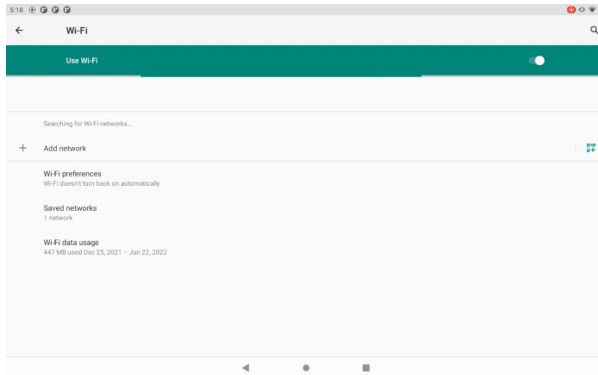 5:18
Wi-Fi
Use Wi-Fi
Searching for Wi-Fi networks...
Add network
Wi-Fi preferences
Wi-Fi doesn't turn back on automatically
Saved networks
1 network
Wi-Fi data usage
447 MB used Dec 25, 2021 – Jan 22, 2022